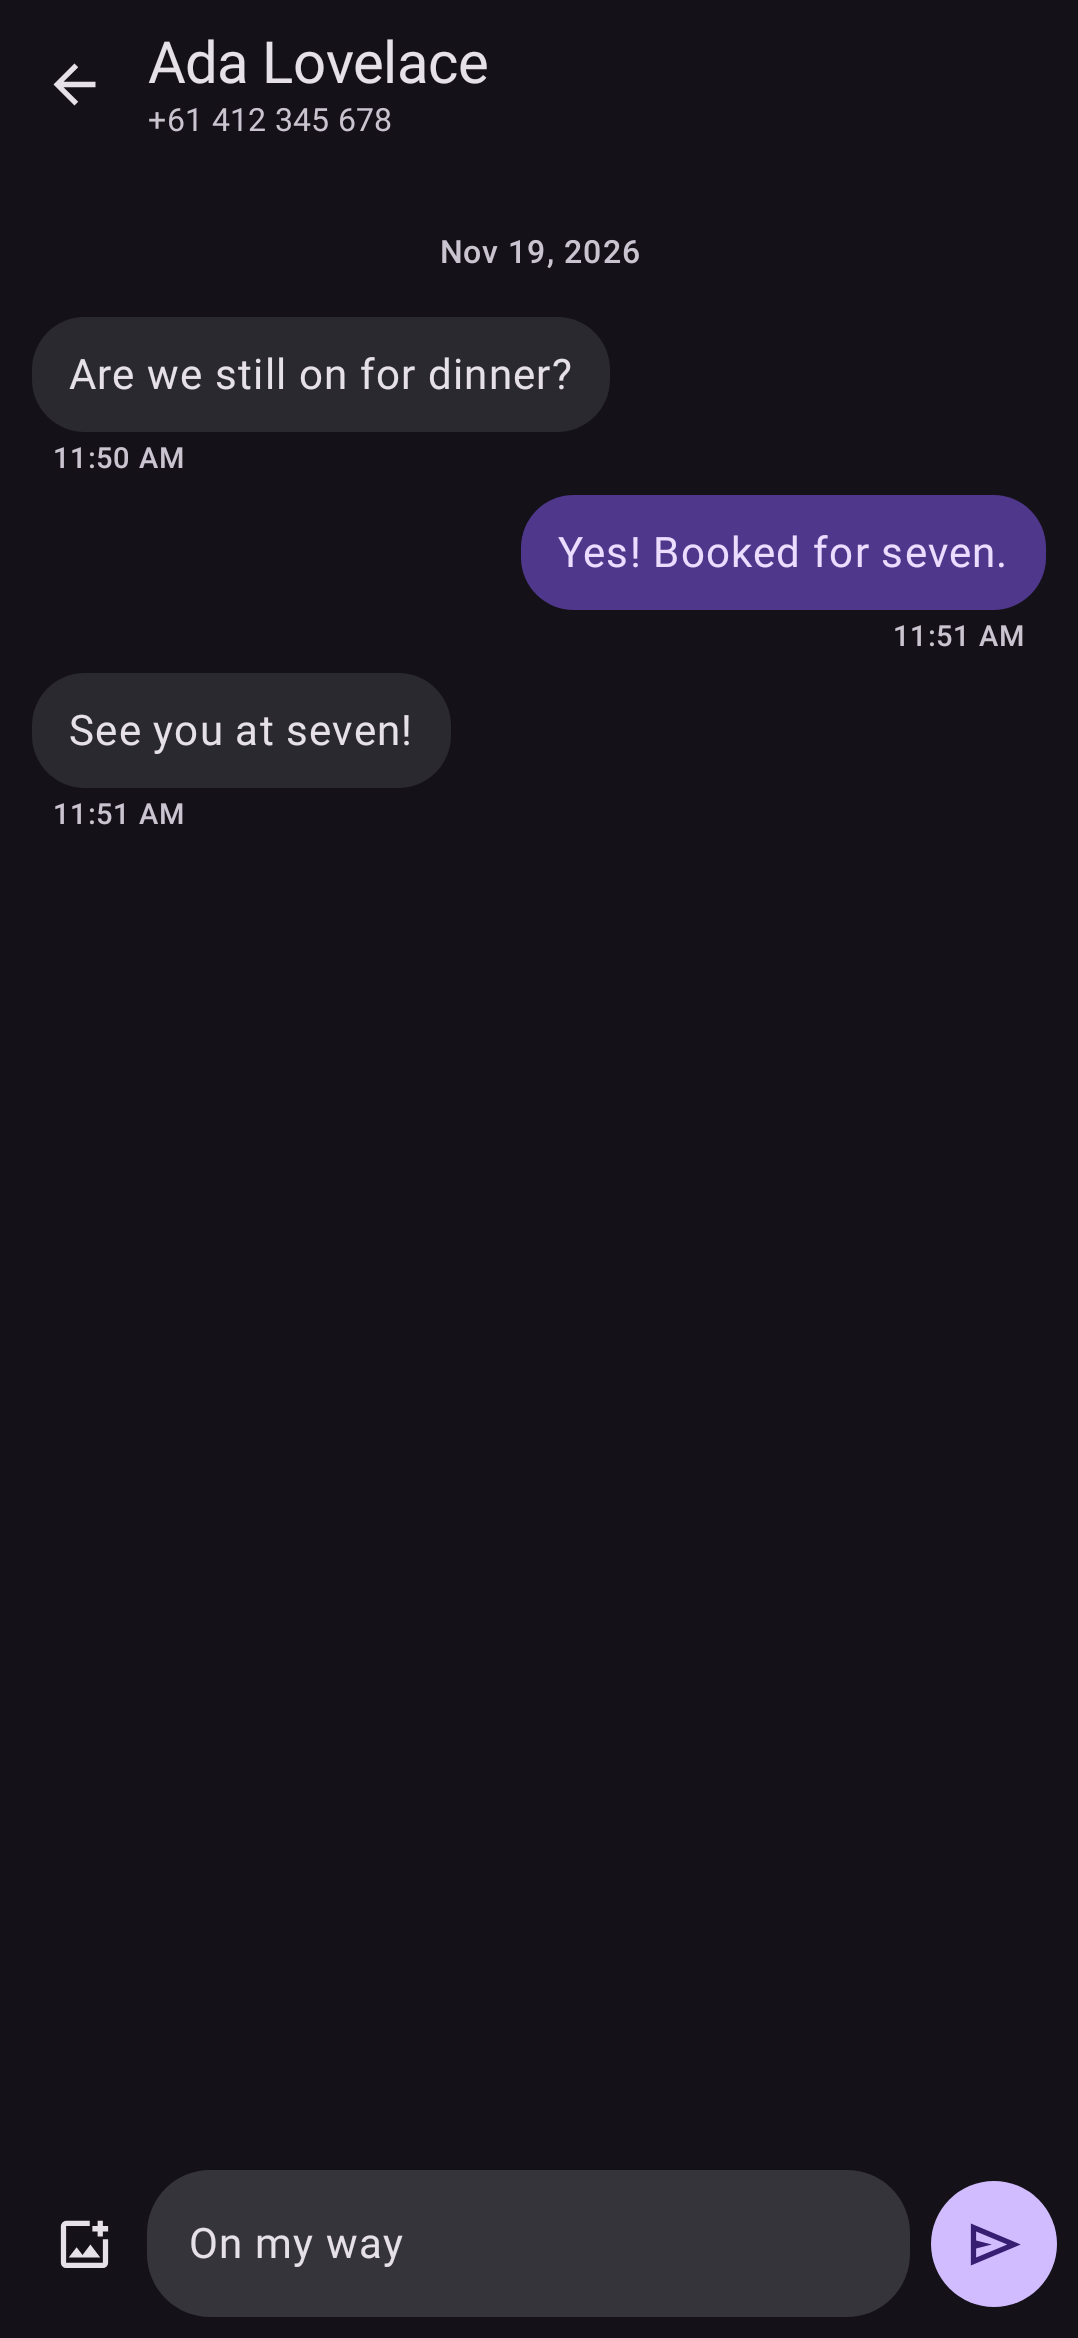 Ada Lovelace
+61 412 345 678
Nov 19, 2026
Are we still on for dinner?
11:50 AM
Yes! Booked for seven.
11:51 AM
See you at seven!
11:51 AM
On my way